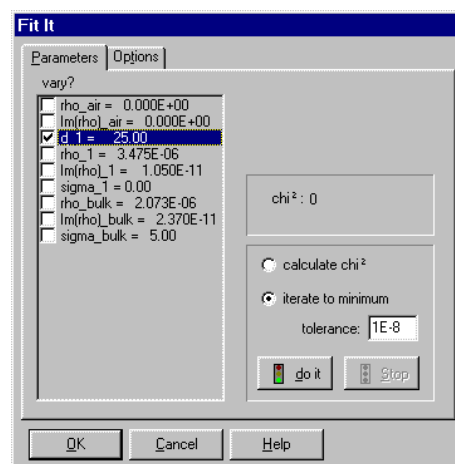 Fit It
Parameters Options
vary?
rho_air = 0.000E+00
Im(rho)_air = 0.000E+00
d_1 = 25.00
rho_1 = 3.475E-06
Im(rho)_1 = 1.050E-11
sigma_1 = 0.00
rho_bulk = 2.073E-06
Im(rho)_bulk = 2.370E-11
sigma_bulk = 5.00
chi² : 0
calculate chi²
iterate to minimum
tolerance: 1E-8
do it Stop
OK Cancel Help